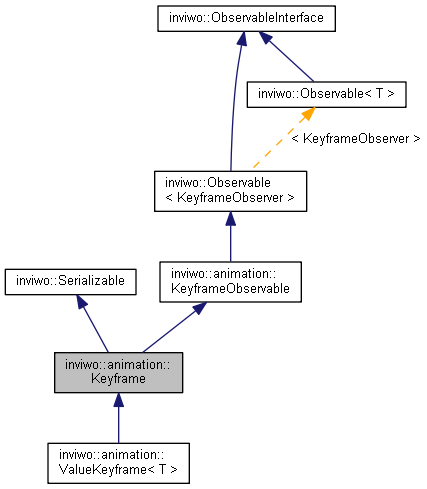 inviwo::ObservableInterface
inviwo::Observable< T >
< KeyframeObserver >
inviwo::Observable
< KeyframeObserver >
inviwo::Serializable
inviwo::animation::
KeyframeObservable
inviwo::animation::
Keyframe
inviwo::animation::
ValueKeyframe< T >